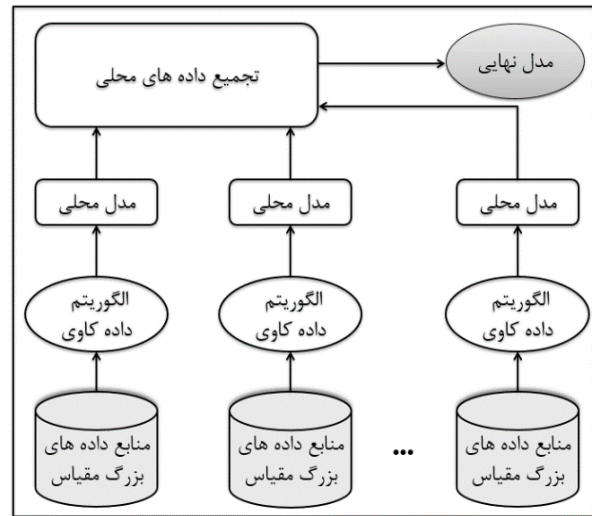 تجمیع داده های محلی
مدل نهایی
مدل محلی
مدل محلی
مدل محلی
الگوریتم
داده کاوی
الگوریتم
داده کاوی
الگوریتم
داده کاوی
منابع داده های
بزرگ مقیاس
منابع داده های
بزرگ مقیاس
...
منابع داده های
بزرگ مقیاس